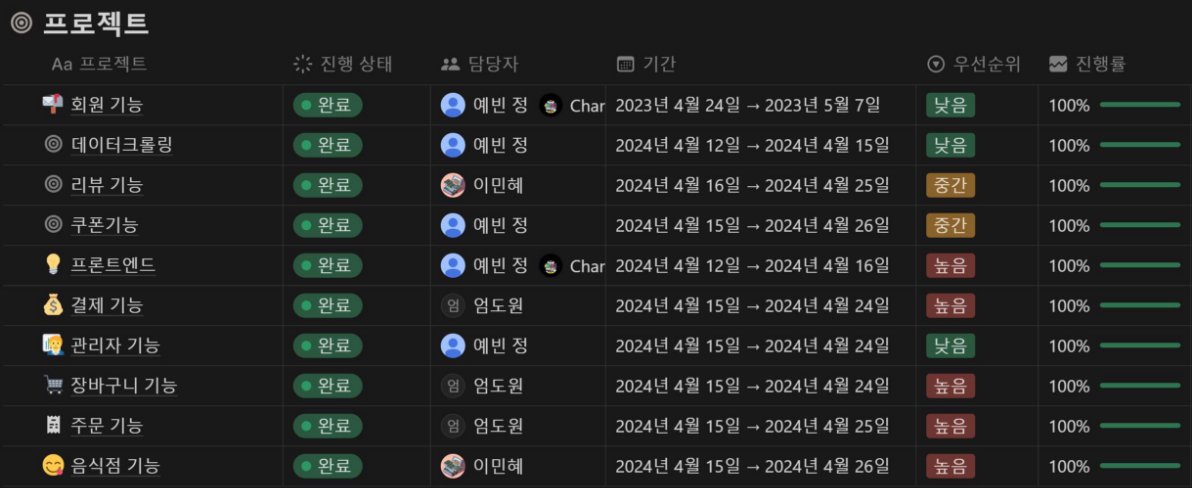 프로젝트
Aa 프로젝트 진행 상태 담당자 기간 우선순위 진행률
회원 기능 완료 예빈 정 Char 2023년 4월 24일 → 2023년 5월 7일 낮음 100%
데이터크롤링 완료 예빈 정 2024년 4월 12일 → 2024년 4월 15일 낮음 100%
리뷰 기능 완료 이민혜 2024년 4월 16일 → 2024년 4월 25일 중간 100%
쿠폰기능 완료 예빈 정 2024년 4월 15일 → 2024년 4월 26일 중간 100%
프론트엔드 완료 예빈 정 Char 2024년 4월 12일 → 2024년 4월 16일 높음 100%
결제 기능 완료 엄 엄도원 2024년 4월 15일 → 2024년 4월 24일 높음 100%
관리자 기능 완료 예빈 정 2024년 4월 15일 → 2024년 4월 24일 낮음 100%
장바구니 기능 완료 엄 엄도원 2024년 4월 15일 → 2024년 4월 24일 높음 100%
주문 기능 완료 엄 엄도원 2024년 4월 15일 → 2024년 4월 25일 높음 100%
음식점 기능 완료 이민혜 2024년 4월 15일 → 2024년 4월 26일 높음 100%